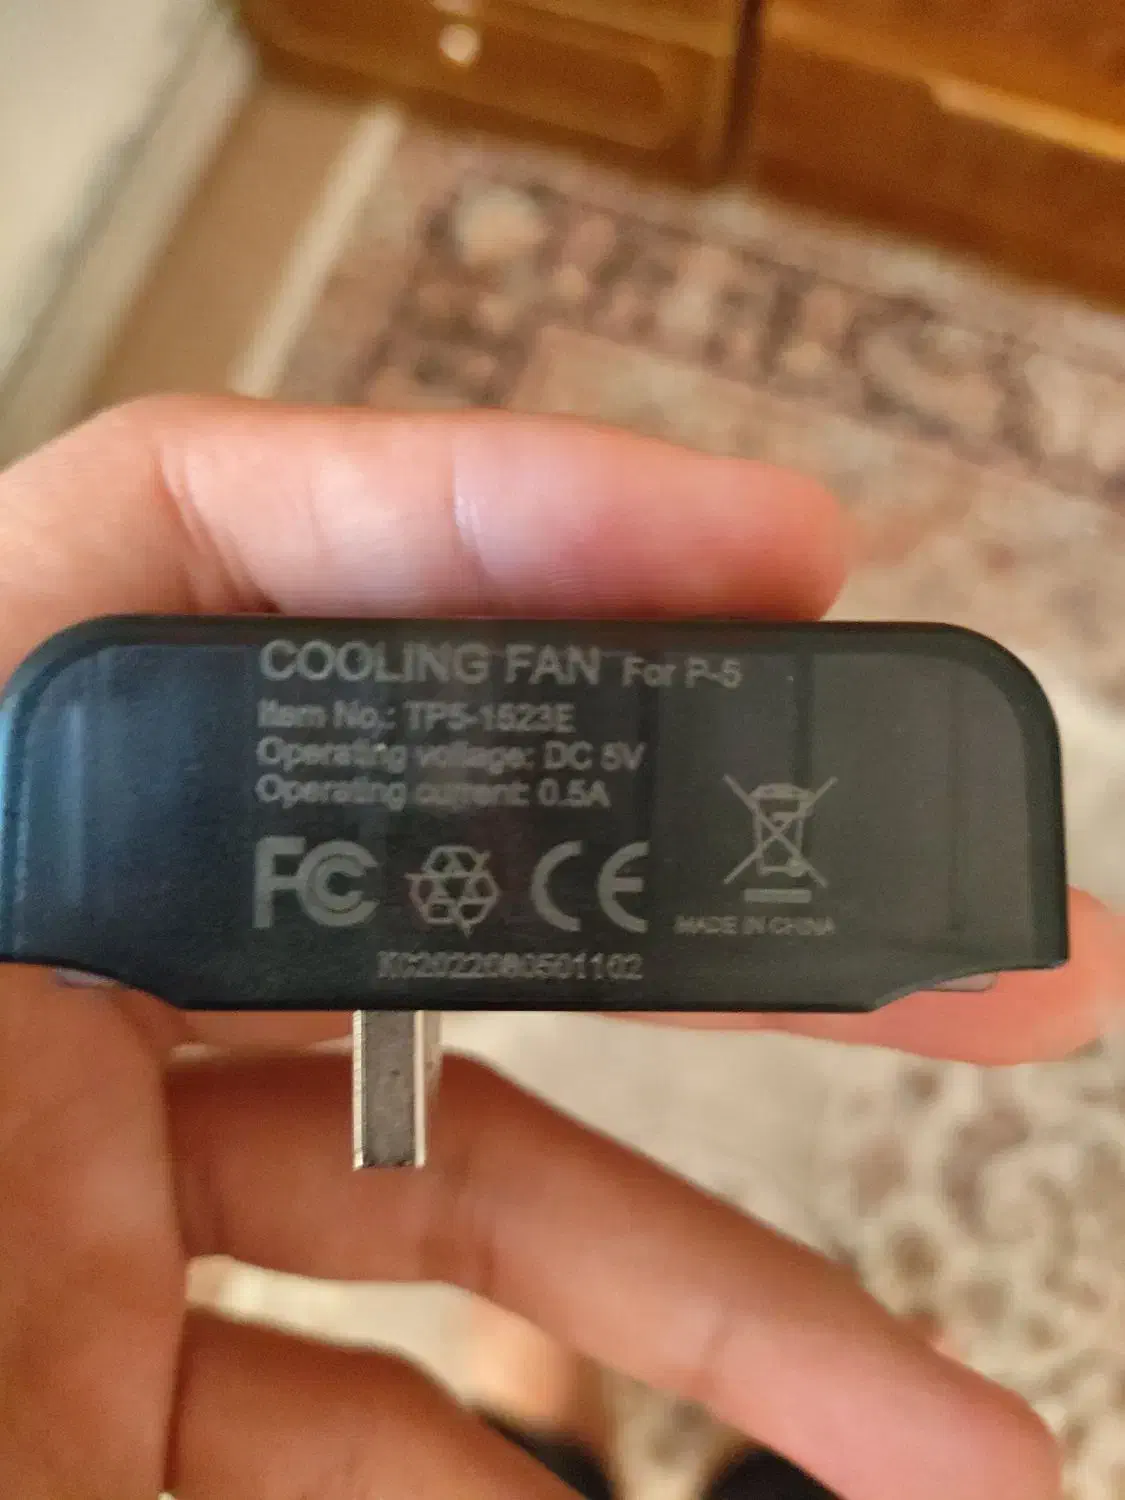 COOLING FAN For P-5
Item No.: TP5-1523E
Operating voltage: DC 5V
Operating current: 0.5A
FC CE
MADE IN CHINA
KC2022080501102